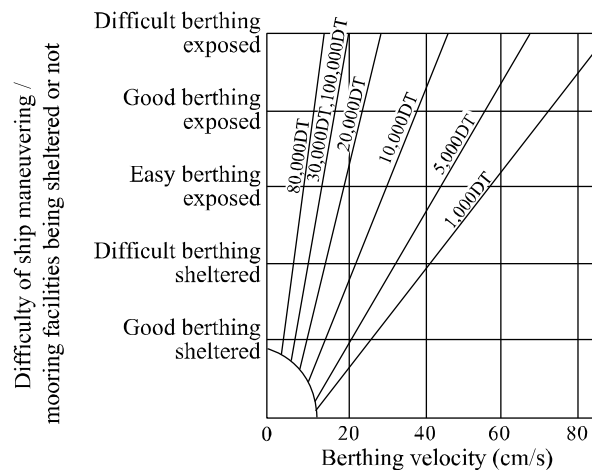 Difficulty of ship maneuvering /
mooring facilities being sheltered or not
Difficult berthing
exposed
Good berthing
exposed
Easy berthing
exposed
Difficult berthing
sheltered
Good berthing
sheltered
80,000DT
30,000DT, 100,000DT
20,000DT
10,000DT
5,000DT
1,000DT
0
20
40
60
80
Berthing velocity (cm/s)